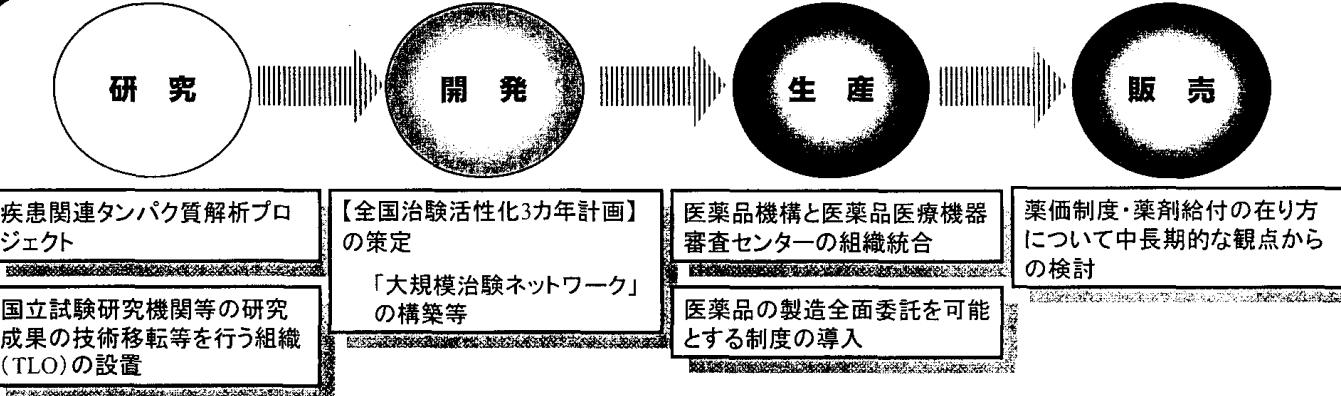 研究
開発
生産
販売
疾患関連タンパク質解析プロ
ジェクト
国立試験研究機関等の研究
成果の技術移転等を行う組織
(TLO)の設置
【全国治験活性化3カ年計画】
の策定
「大規模治験ネットワーク」
の構築等
医薬品機構と医薬品医療機器
審査センターの組織統合
医薬品の製造全面委託を可能
とする制度の導入
薬価制度・薬剤給付の在り方
について中長期的な観点から
の検討